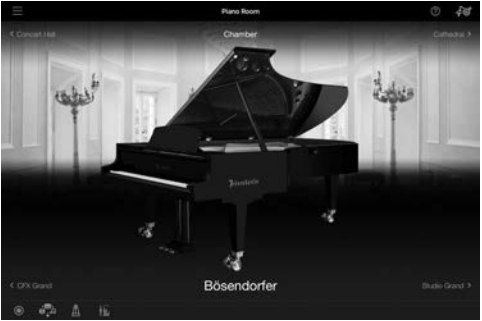 Piano Room
< Concert Hall
Chamber
Cathedral >
Bösendorfer
< CFX Grand
Bösendorfer
Studio Grand >